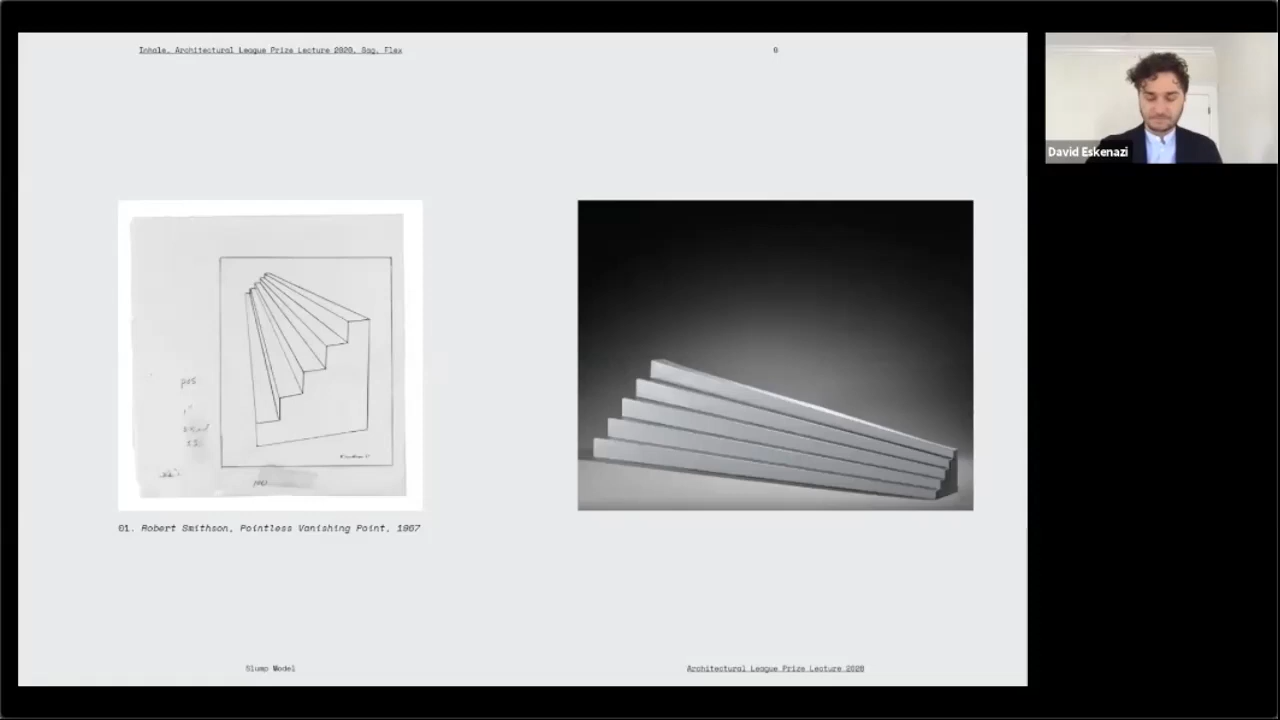 Inhale, Architectural League Prize Lecture 2020, Sag, Flex
David Eskenazi
01. Robert Smithson, Pointless Vanishing Point, 1967
Slump Model
Architectural League Prize Lecture 2020